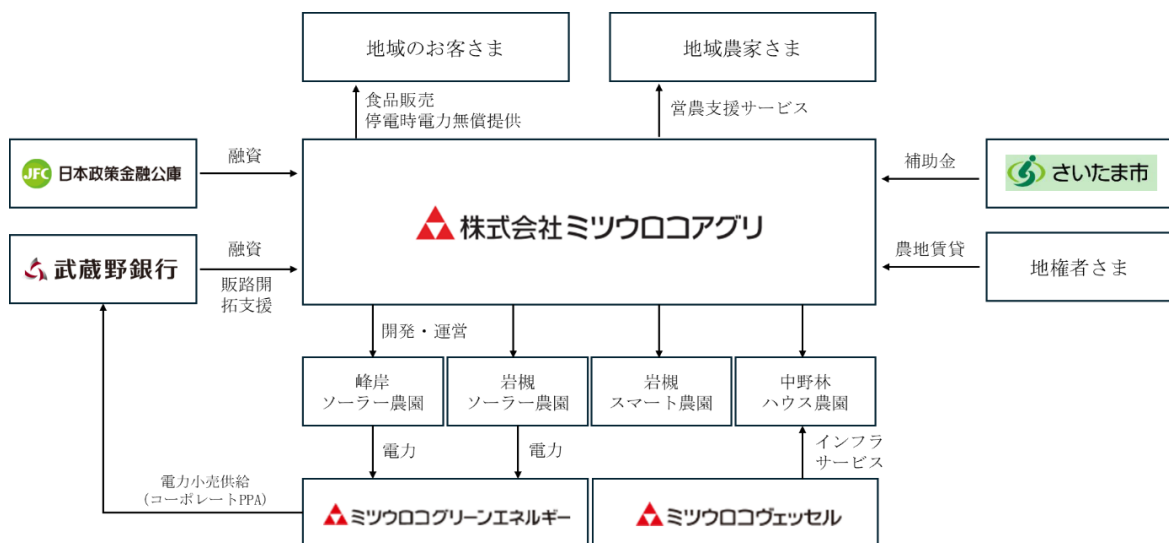 地域のお客さま
地域農家さま
食品販売
停電時電力無償提供
営農支援サービス
JFC 日本政策金融公庫
融資
補助金
さいたま市
株式会社ミツウロコアグリ
武蔵野銀行
融資
販路開
拓支援
農地賃貸
地権者さま
開発・運営
峰岸
ソーラー農園
岩槻
ソーラー農園
岩槻
スマート農園
中野林
ハウス農園
電力
電力
インフラ
サービス
電力小売供給
(コーポレートPPA)
ミツウロコグリーンエネルギー
ミツウロコヴェッセル